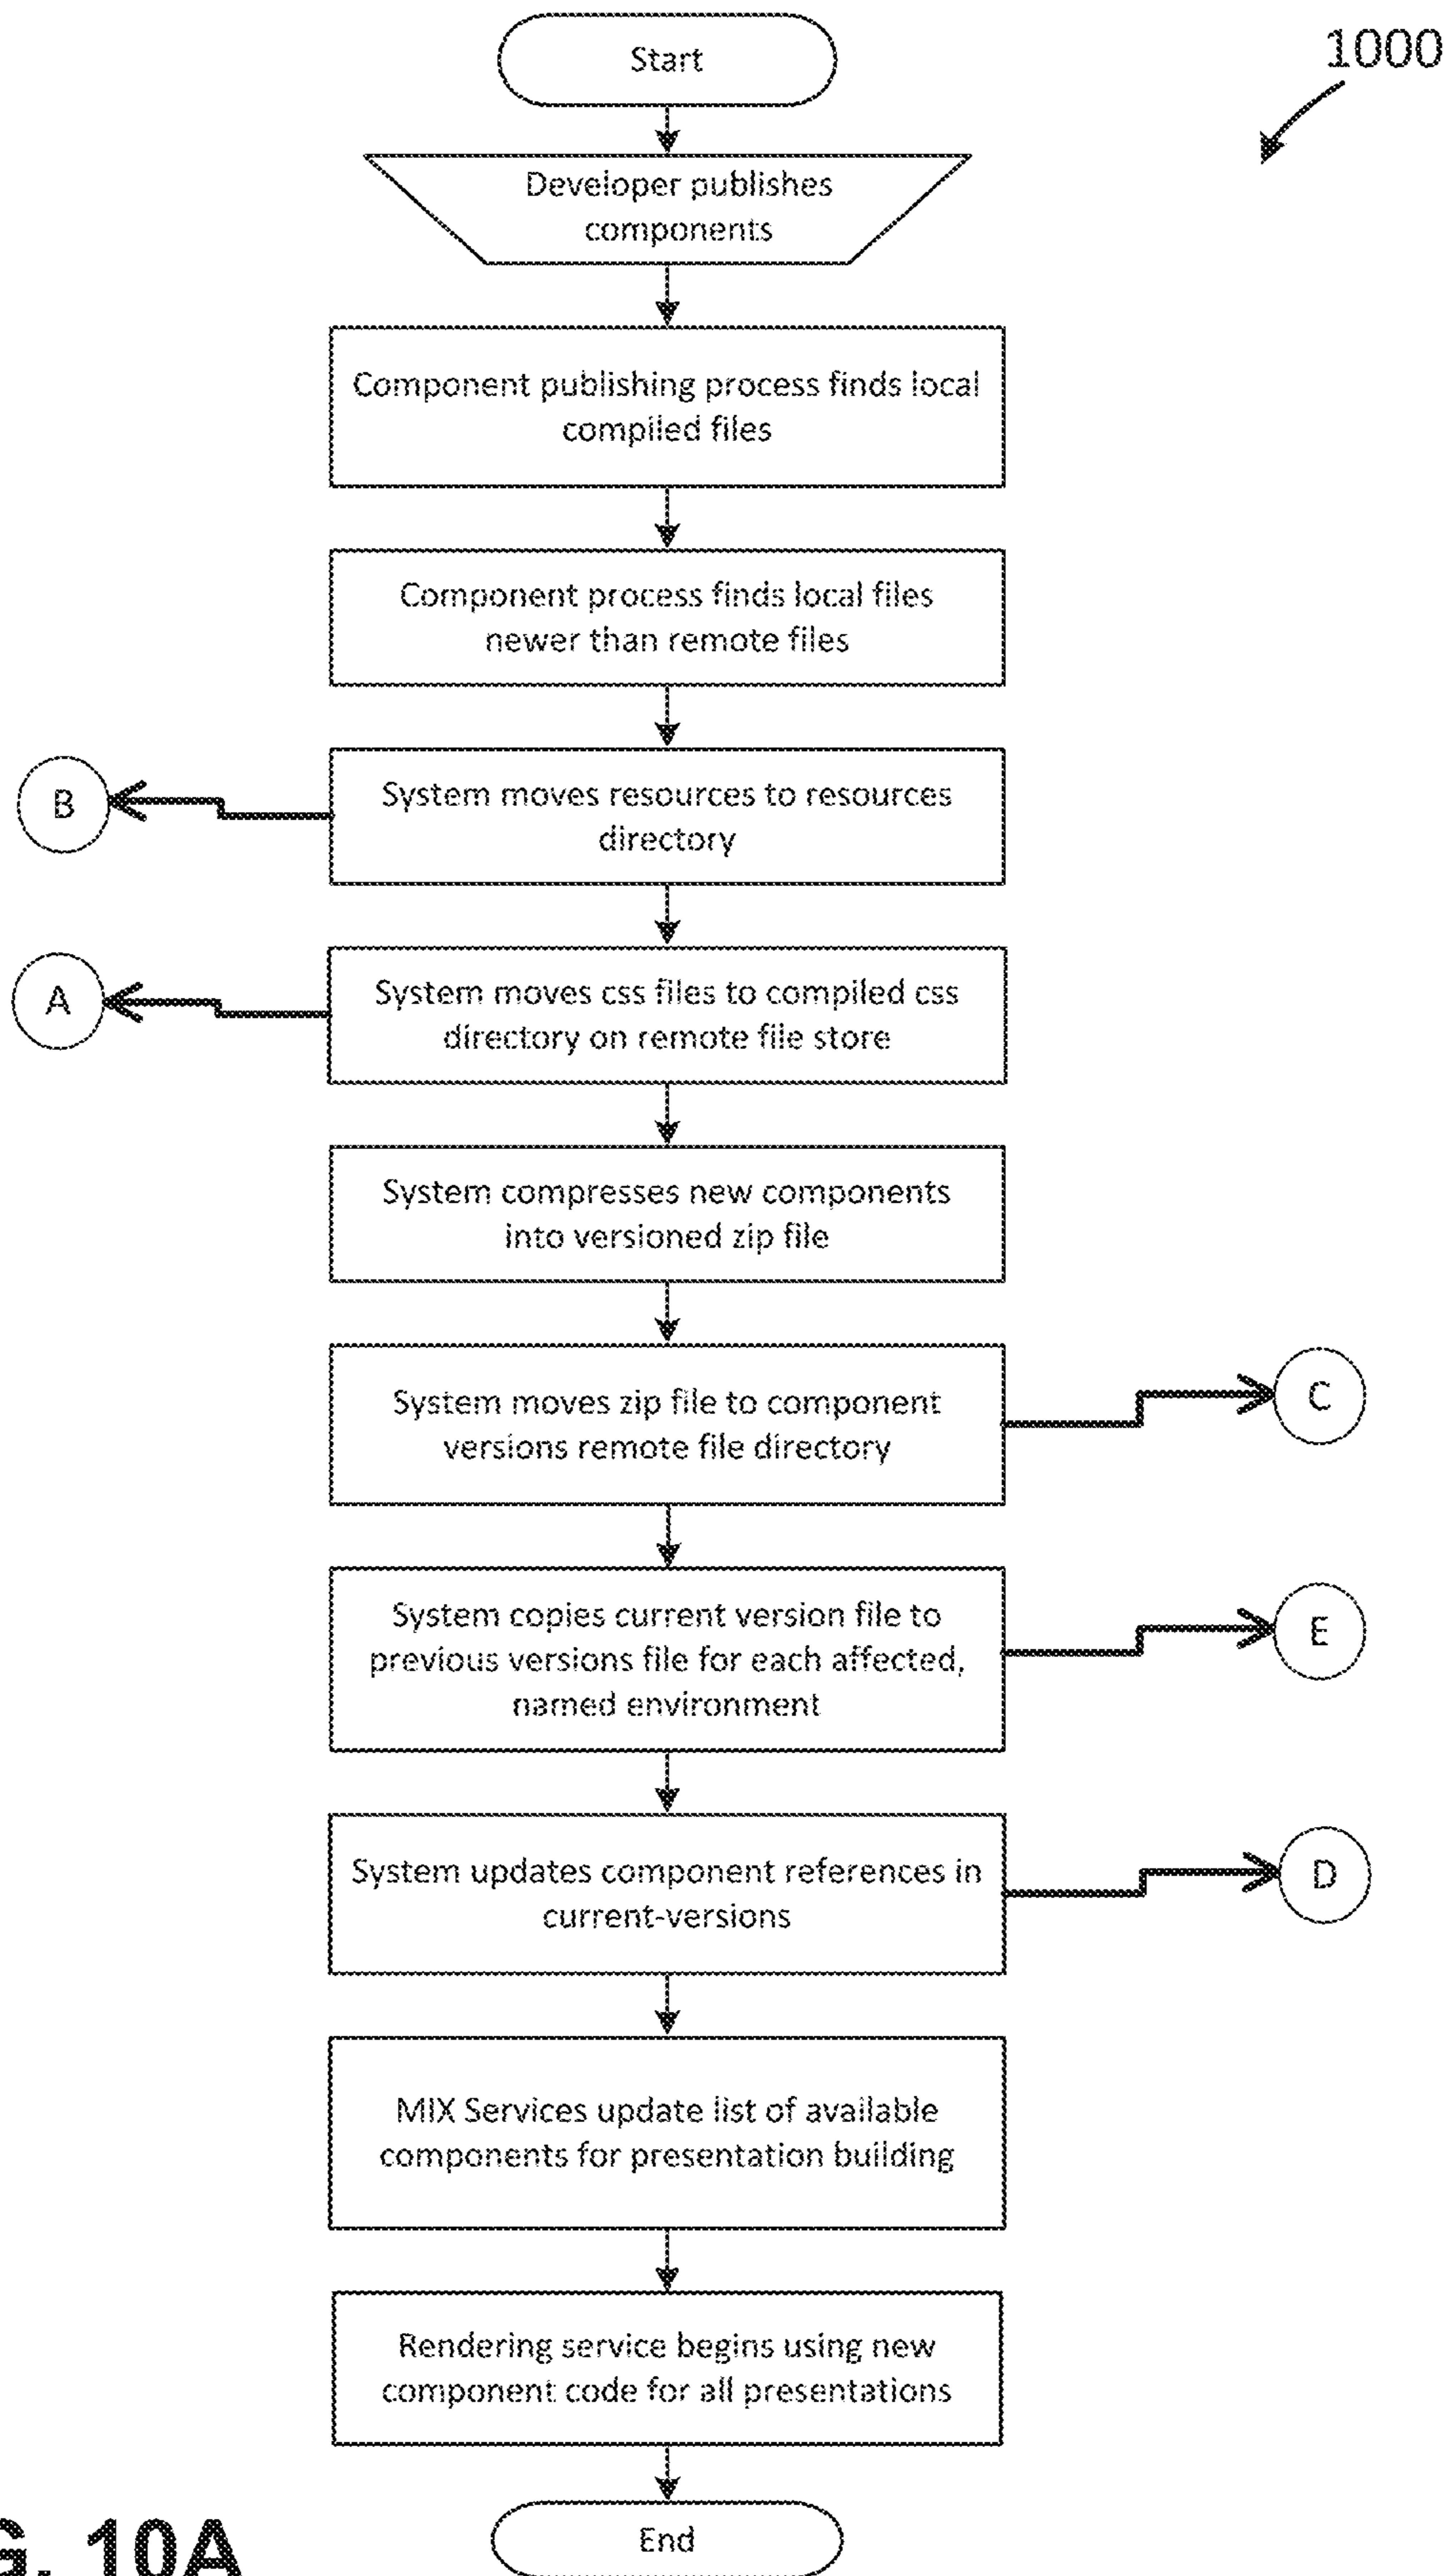 Start
1000
Developer publishes
components
Component publishing process finds local
compiled files
Component process finds local files
newer than remote files
B
System moves resources to resources
directory
A
System moves css files to compiled css
directory on remote file store
System compresses new components
into versioned zip file
System moves zip file to component
versions remote file directory
C
System copies current version file to
previous versions file for each affected,
named environment
E
System updates component references in
current-versions
D
MIX Services update list of available
components for presentation building
Rendering service begins using new
component code for all presentations
End
G. 10A